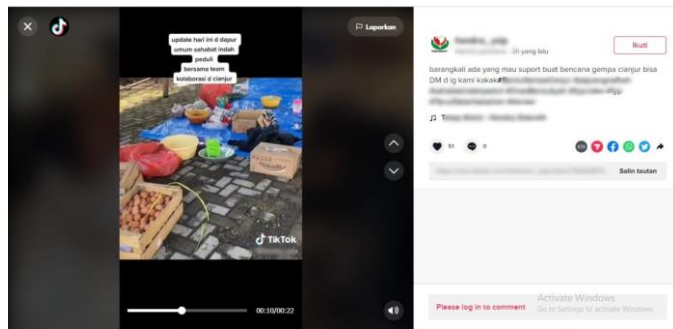 Laporkan
update hari ini d dapur
umum sahabat indah
peduli
bersama team
kolaborasi d cianjur
TikTok
00:10/00:22
yang lalu
Ikuti
barangkali ada yang mau suport buat bencana gempa cianjur bisa
DM d ig kami kakak
51
0
Salin tautan
Please log in to comment
Activate Windows
Go to Settings to activate Windows.